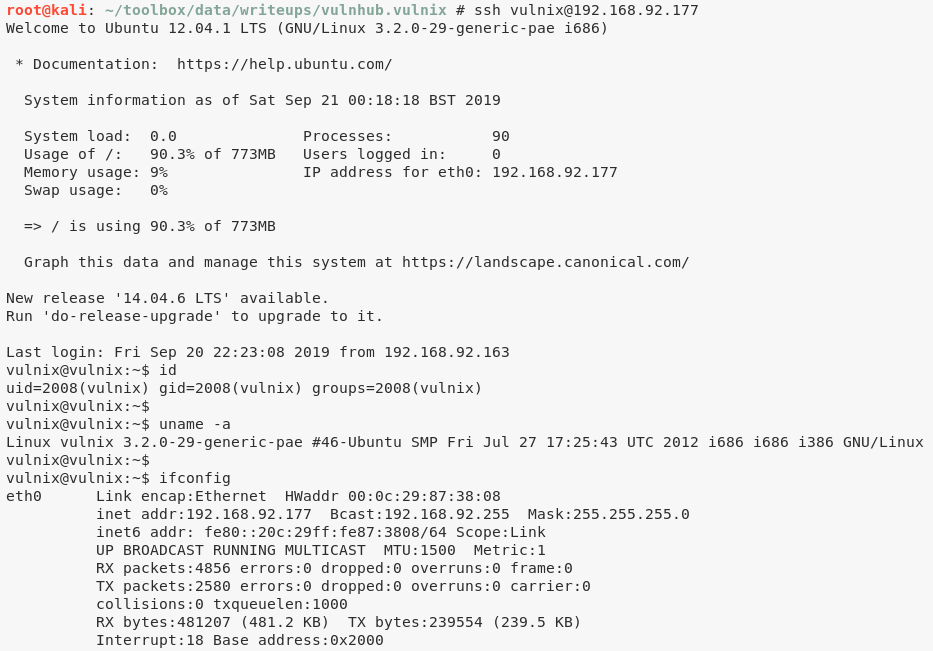 root@kali: ~/toolbox/data/writeups/vulnhub.vulnix # ssh vulnix@192.168.92.177
Welcome to Ubuntu 12.04.1 LTS (GNU/Linux 3.2.0-29-generic-pae i686)

 * Documentation:  https://help.ubuntu.com/

  System information as of Sat Sep 21 00:18:18 BST 2019

  System load:  0.0              Processes:           90
  Usage of /:   90.3% of 773MB   Users logged in:     0
  Memory usage: 9%               IP address for eth0: 192.168.92.177
  Swap usage:   0%

  => / is using 90.3% of 773MB

  Graph this data and manage this system at https://landscape.canonical.com/

New release '14.04.6 LTS' available.
Run 'do-release-upgrade' to upgrade to it.

Last login: Fri Sep 20 22:23:08 2019 from 192.168.92.163
vulnix@vulnix:~$ id
uid=2008(vulnix) gid=2008(vulnix) groups=2008(vulnix)
vulnix@vulnix:~$
vulnix@vulnix:~$ uname -a
Linux vulnix 3.2.0-29-generic-pae #46-Ubuntu SMP Fri Jul 27 17:25:43 UTC 2012 i686 i686 i386 GNU/Linux
vulnix@vulnix:~$
vulnix@vulnix:~$ ifconfig
eth0      Link encap:Ethernet  HWaddr 00:0c:29:87:38:08
          inet addr:192.168.92.177  Bcast:192.168.92.255  Mask:255.255.255.0
          inet6 addr: fe80::20c:29ff:fe87:3808/64 Scope:Link
          UP BROADCAST RUNNING MULTICAST  MTU:1500  Metric:1
          RX packets:4856 errors:0 dropped:0 overruns:0 frame:0
          TX packets:2580 errors:0 dropped:0 overruns:0 carrier:0
          collisions:0 txqueuelen:1000
          RX bytes:481207 (481.2 KB)  TX bytes:239554 (239.5 KB)
          Interrupt:18 Base address:0x2000